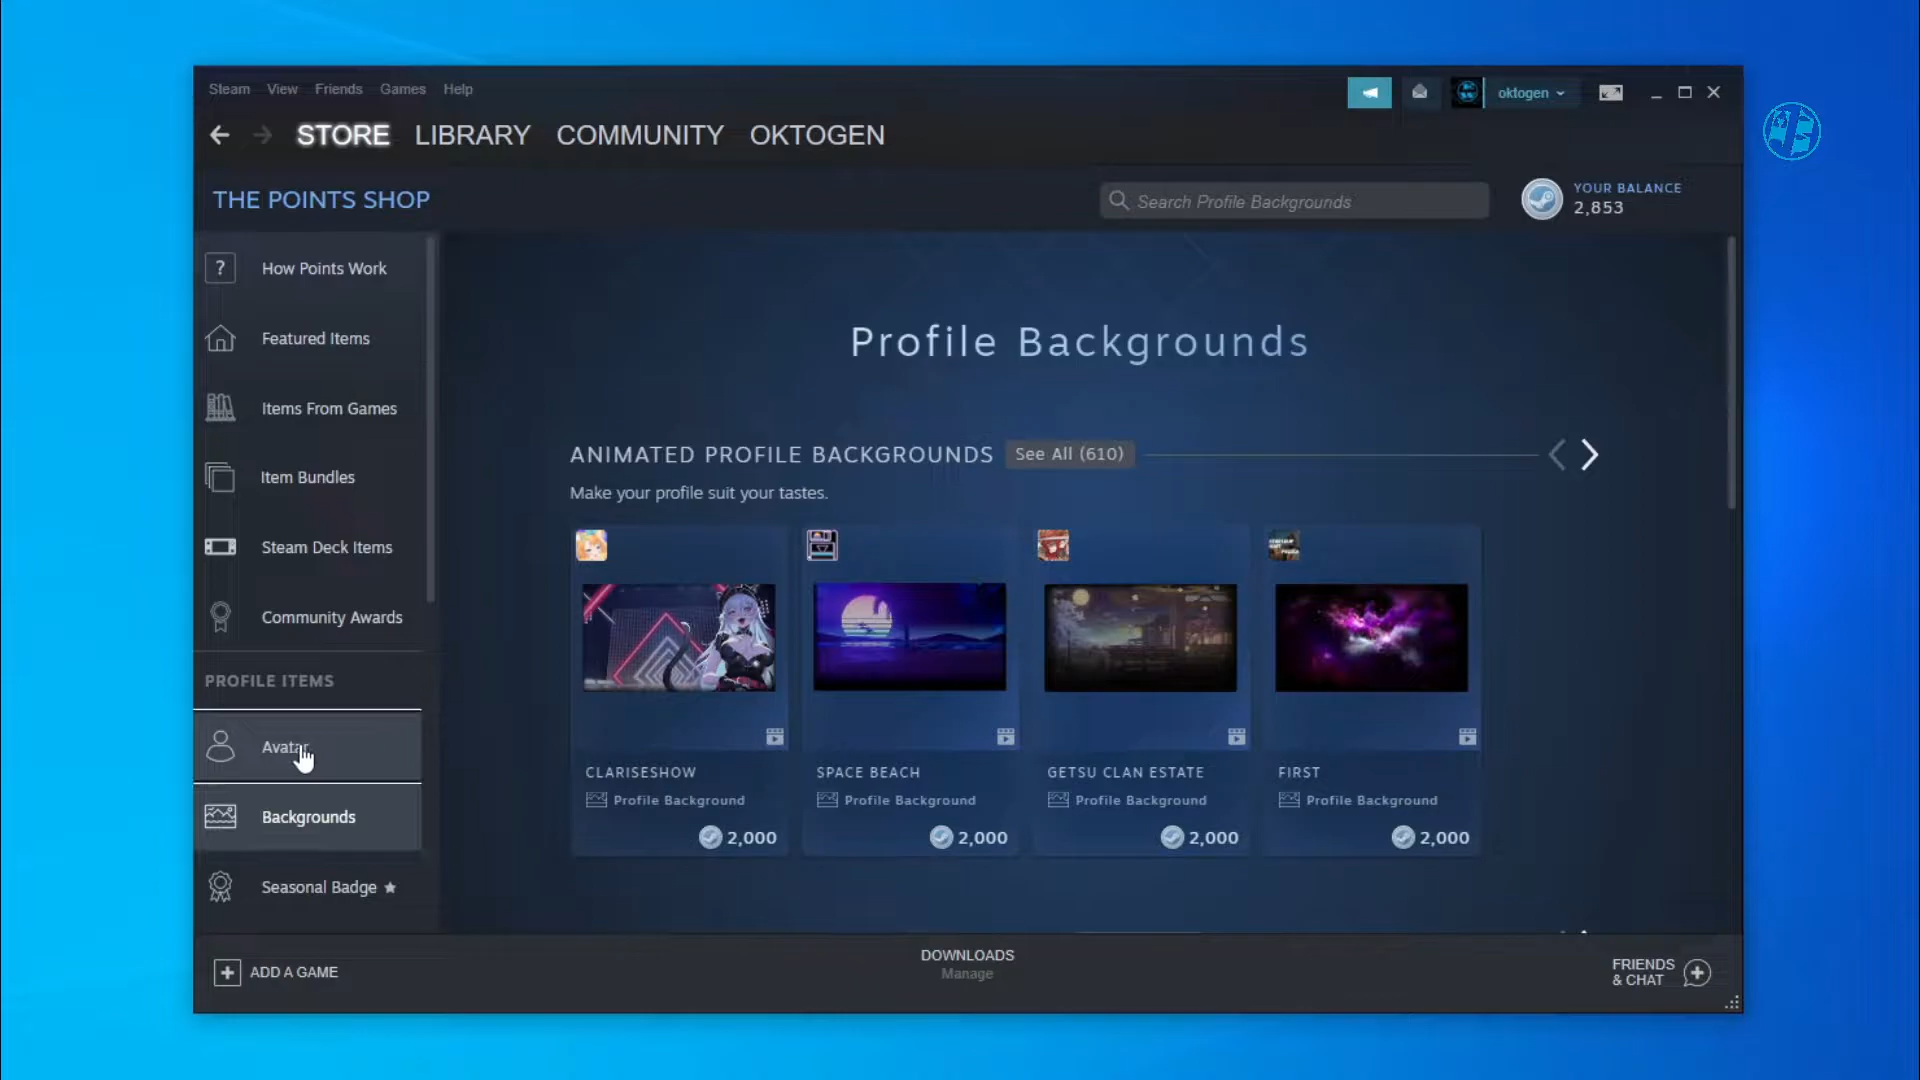 Steam View Friends Games Help
oktogen
STORE LIBRARY COMMUNITY OKTOGEN
THE POINTS SHOP
Search Profile Backgrounds
YOUR BALANCE
2,853
? How Points Work
Featured Items
Items From Games
Item Bundles
Steam Deck Items
Community Awards
PROFILE ITEMS
Avatar
Backgrounds
Seasonal Badge
Profile Backgrounds
ANIMATED PROFILE BACKGROUNDS See All (610)
Make your profile suit your tastes.
CLARISESHOW
Profile Background
2,000
SPACE BEACH
Profile Background
2,000
GETSU CLAN ESTATE
Profile Background
2,000
FIRST
Profile Background
2,000
ADD A GAME
DOWNLOADS
Manage
FRIENDS
& CHAT